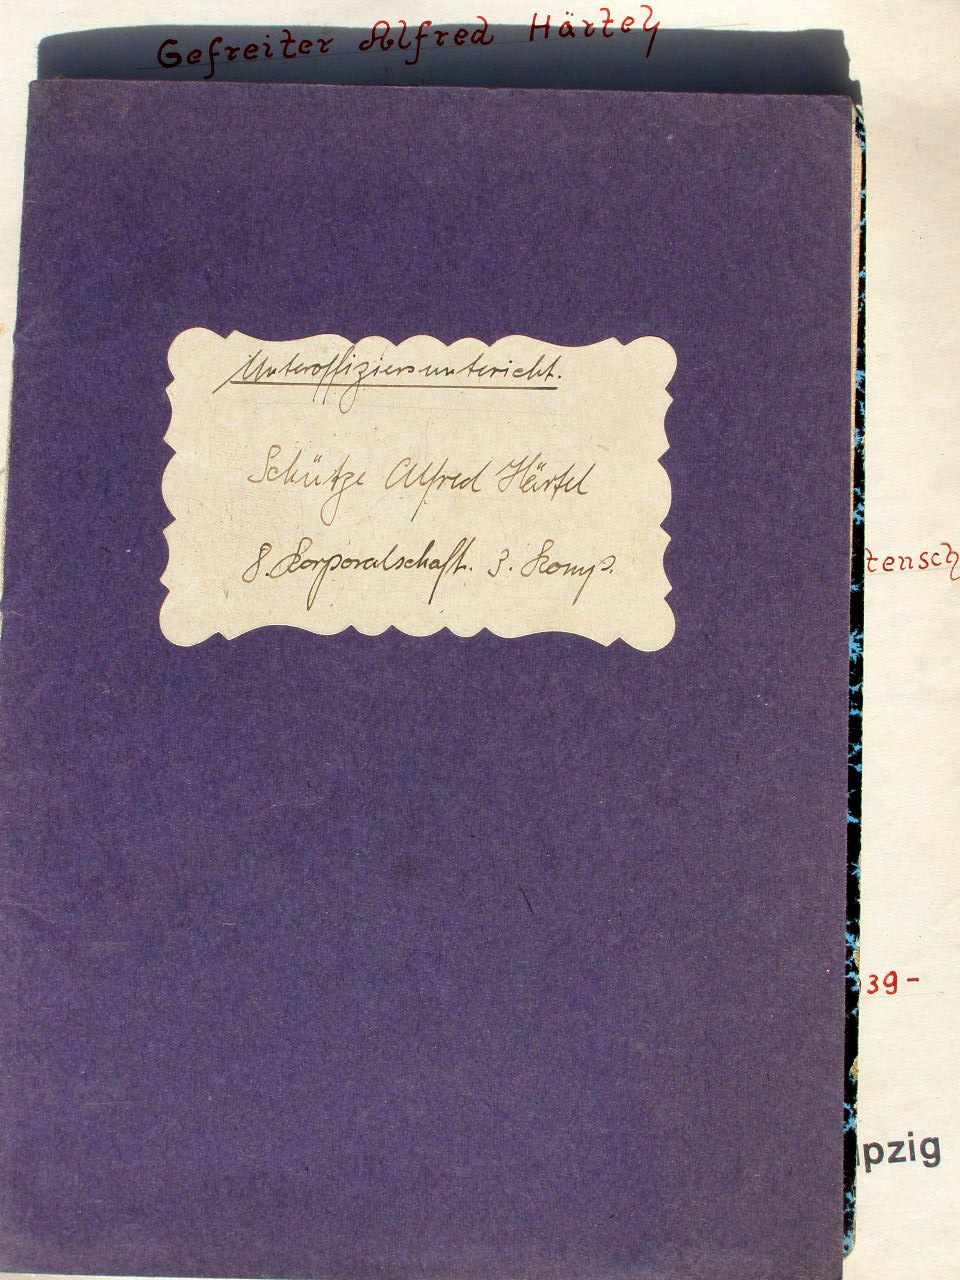 Gefreiter Alfred Härtel
Unteroffiziersunterricht.
Schütze Alfred Härtel
8. Korporalschaft. 3. Komp.
tensch
39-
pzig